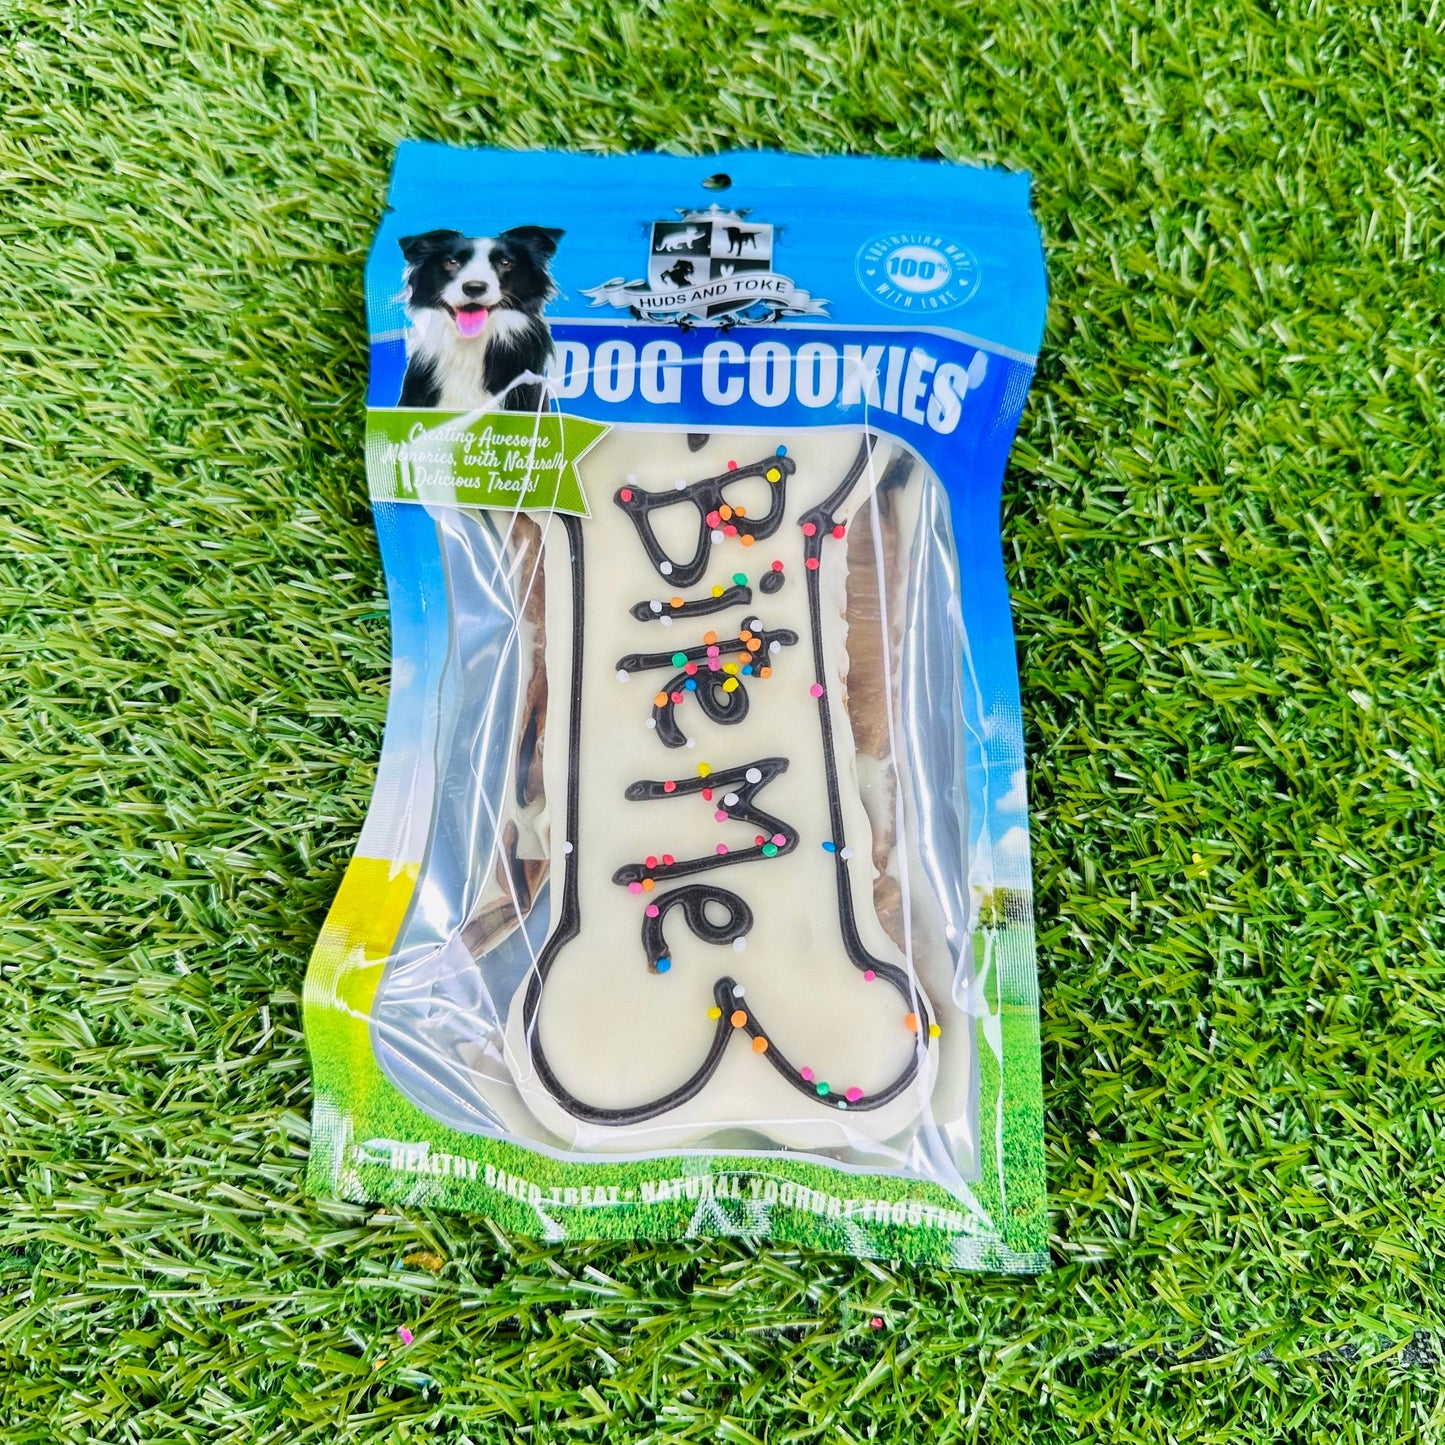 HUDS AND TOKE
AUSTRALIAN MADE
100%
WITH LOVE
DOG COOKIES
Creating Awesome
Memories, with Naturally
Delicious Treats!
Bite Me
HEALTHY BAKED TREAT • NATURAL YOGHURT FROSTING